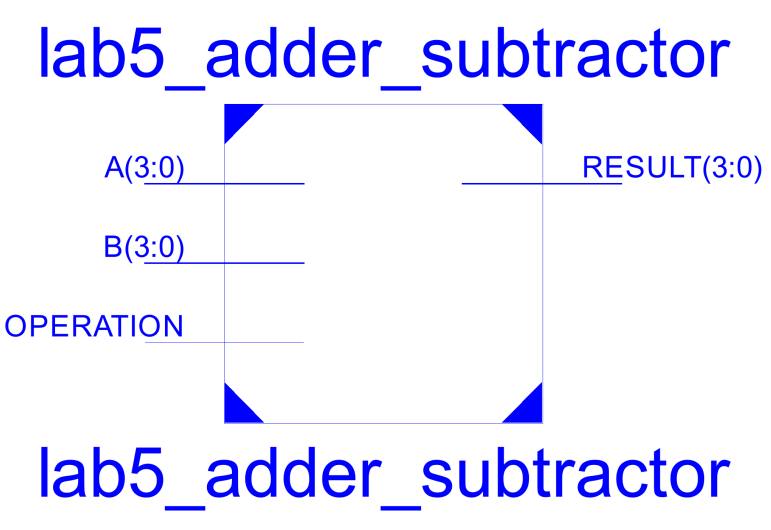 lab5_adder_subtractor
A(3:0)
RESULT(3:0)
B(3:0)
OPERATION
lab5_adder_subtractor